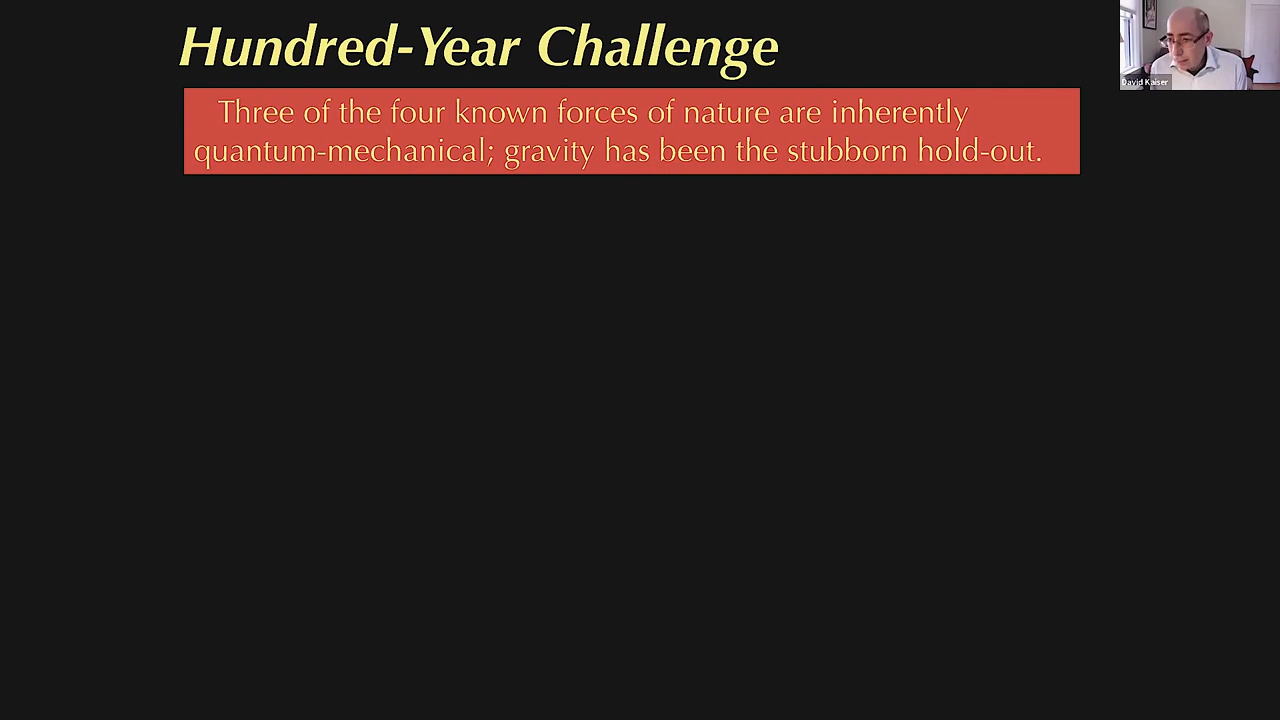 Hundred-Year Challenge
Three of the four known forces of nature are inherently
quantum-mechanical; gravity has been the stubborn hold-out.
David Kaiser